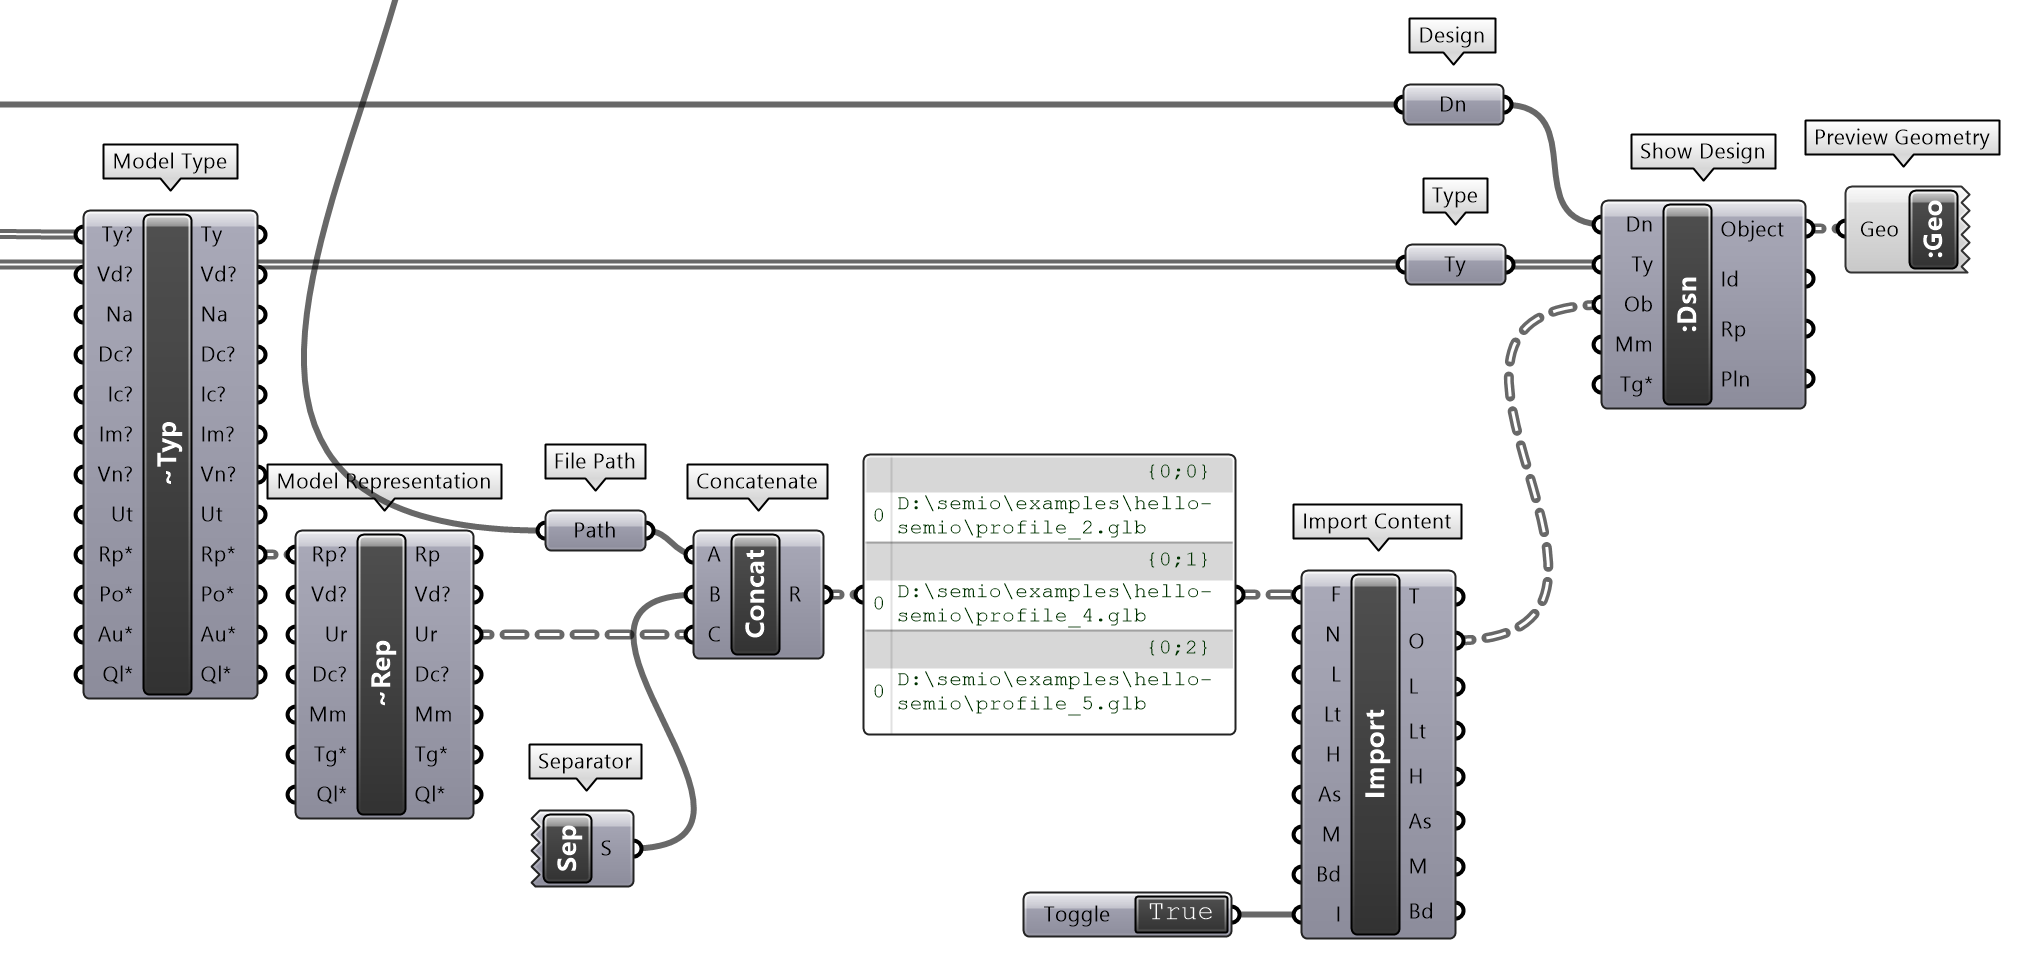 Design
Dn
Model Type
Ty?
Vd?
Na
Dc?
Ic?
Im?
Vn?
Ut
Rp*
Po*
Au*
Ql*
~Typ
Ty
Vd?
Na
Dc?
Ic?
Im?
Vn?
Ut
Rp*
Po*
Au*
Ql*
Type
Ty
Show Design
Dn
Ty
Ob
Mm
Tg*
:Dsn
Object
Id
Rp
Pln
Preview Geometry
Geo
:Geo
Model Representation
Rp?
Vd?
Ur
Dc?
Mm
Tg*
Ql*
~Rep
Rp
Vd?
Ur
Dc?
Mm
Tg*
Ql*
File Path
Path
Separator
Sep
S
Concatenate
A
B
C
Concat
R
{0;0}
0
D:\semio\examples\hello-
semio\profile_2.glb
{0;1}
0
D:\semio\examples\hello-
semio\profile_4.glb
{0;2}
0
D:\semio\examples\hello-
semio\profile_5.glb
Toggle
True
Import Content
F
N
L
Lt
H
As
M
Bd
I
Import
T
O
L
Lt
H
As
M
Bd